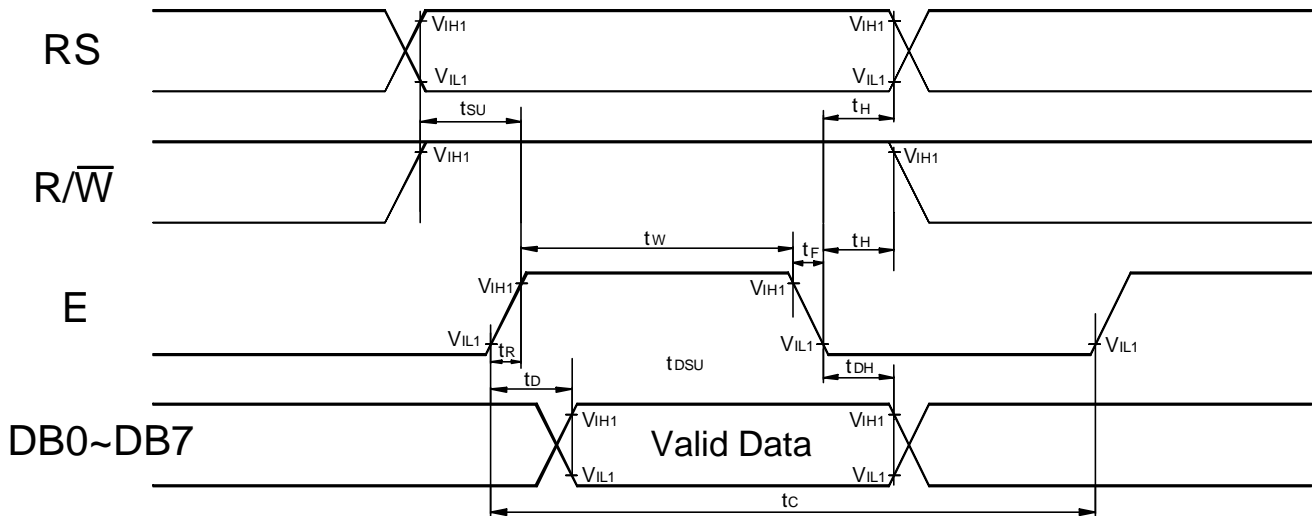 RS
VIH1
VIH1
VIL1
VIL1
tSU
tH
R/W̅
VIH1
VIH1
tW
tF
tH
E
VIH1
VIH1
VIL1
VIL1
VIL1
tR
tD
tDSU
tDH
DB0~DB7
VIH1
VIH1
Valid Data
VIL1
VIL1
tC